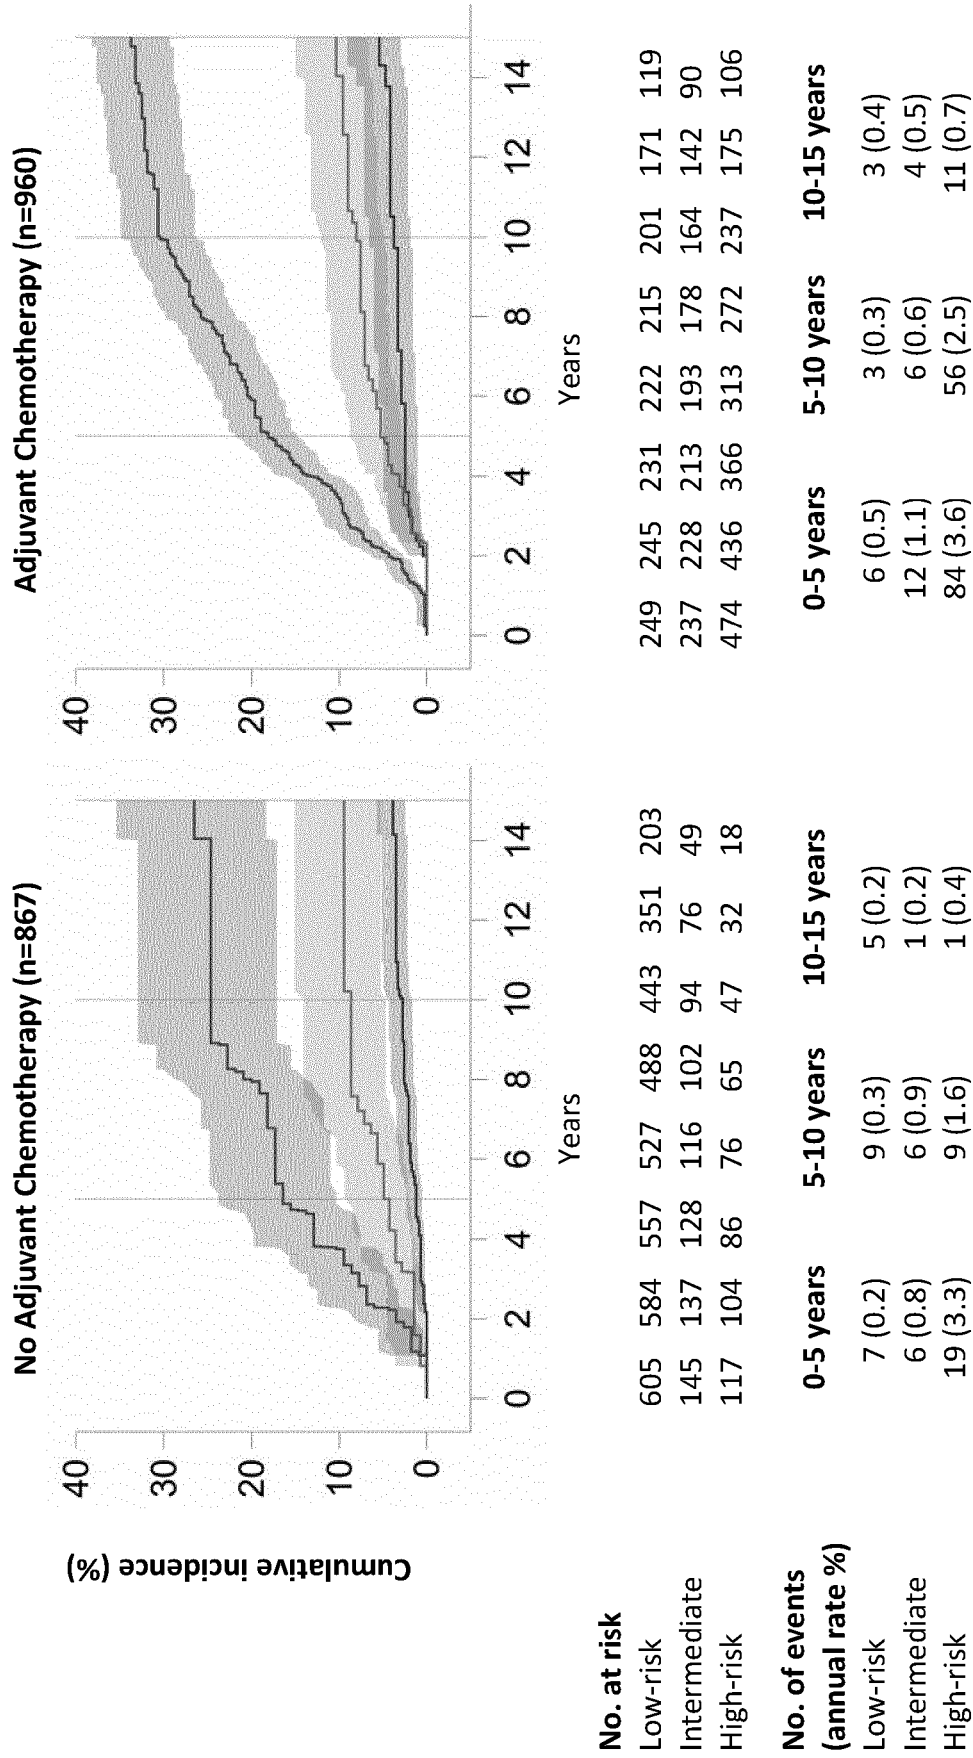 No Adjuvant Chemotherapy (n=867)
Adjuvant Chemotherapy (n=960)
Cumulative incidence (%)
40
30
20
10
0
0 2 4 6 8 10 12 14
Years
40
30
20
10
0
0 2 4 6 8 10 12 14
Years
No. at risk
Low-risk 605 584 557 527 488 443 351 203 249 245 231 222 215 201 171 119
Intermediate 145 137 128 116 102 94 76 49 237 228 213 193 178 164 142 90
High-risk 117 104 86 76 65 47 32 18 474 436 366 313 272 237 175 106
No. of events
(annual rate %) 0-5 years 5-10 years 10-15 years 0-5 years 5-10 years 10-15 years
Low-risk 7 (0.2) 9 (0.3) 5 (0.2) 6 (0.5) 3 (0.3) 3 (0.4)
Intermediate 6 (0.8) 6 (0.9) 1 (0.2) 12 (1.1) 6 (0.6) 4 (0.5)
High-risk 19 (3.3) 9 (1.6) 1 (0.4) 84 (3.6) 56 (2.5) 11 (0.7)